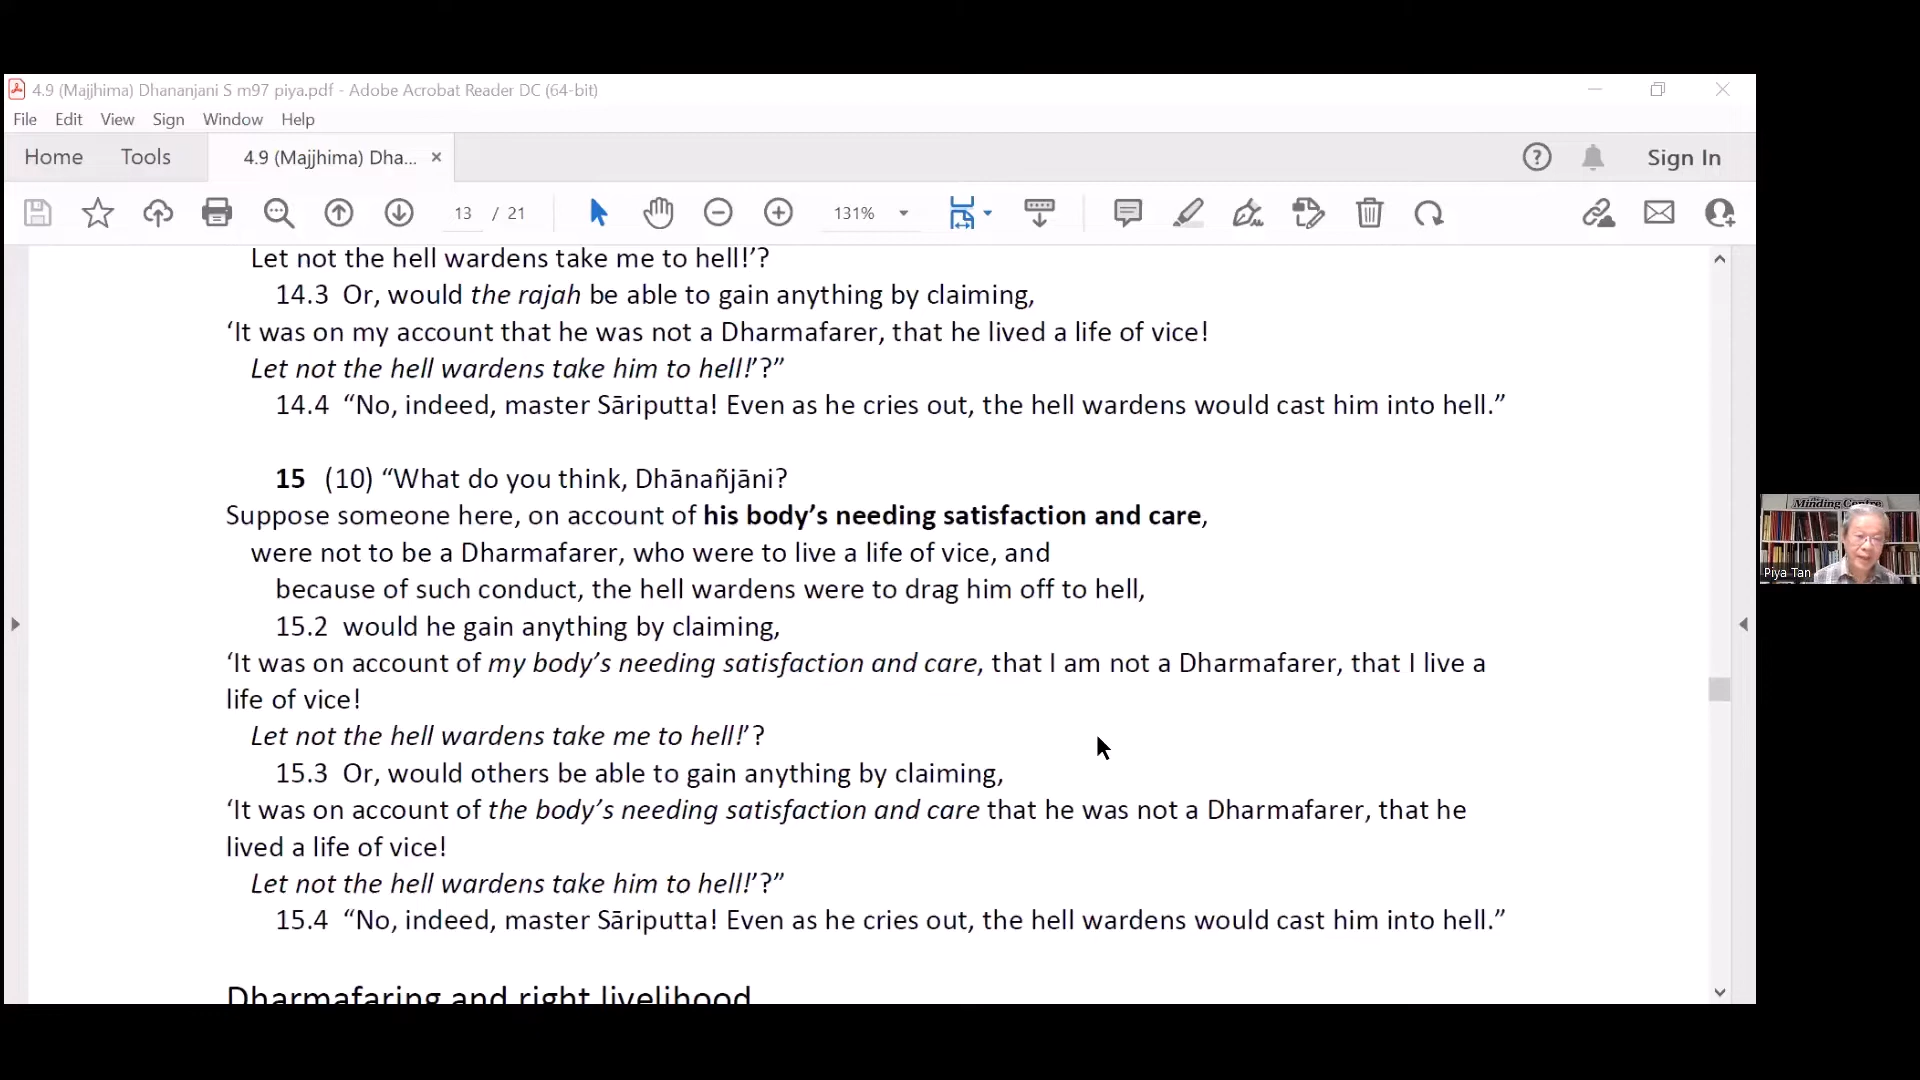 4.9 (Majjhima) Dhananjani S m97 piya.pdf - Adobe Acrobat Reader DC (64-bit)
File Edit View Sign Window Help
Home Tools 4.9 (Majjhima) Dha... × Sign In
13 / 21 131%
Let not the hell wardens take me to hell!’?
14.3 Or, would the rajah be able to gain anything by claiming,
‘It was on my account that he was not a Dharmafarer, that he lived a life of vice!
Let not the hell wardens take him to hell!’?”
14.4 “No, indeed, master Sāriputta! Even as he cries out, the hell wardens would cast him into hell.”
15 (10) “What do you think, Dhānañjāni?
Suppose someone here, on account of his body’s needing satisfaction and care,
were not to be a Dharmafarer, who were to live a life of vice, and
because of such conduct, the hell wardens were to drag him off to hell,
15.2 would he gain anything by claiming,
‘It was on account of my body’s needing satisfaction and care, that I am not a Dharmafarer, that I live a
life of vice!
Let not the hell wardens take me to hell!’?
15.3 Or, would others be able to gain anything by claiming,
‘It was on account of the body’s needing satisfaction and care that he was not a Dharmafarer, that he
lived a life of vice!
Let not the hell wardens take him to hell!’?”
15.4 “No, indeed, master Sāriputta! Even as he cries out, the hell wardens would cast him into hell.”
Dharmafaring and right livelihood
Minding Centre
Piya Tan